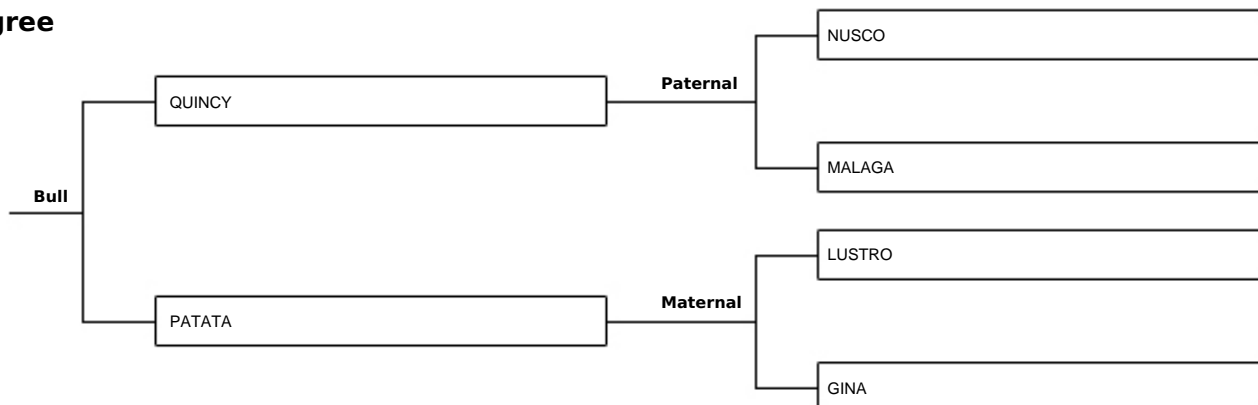 gree
NUSCO
Paternal
QUINCY
MALAGA
Bull
LUSTRO
Maternal
PATATA
GINA